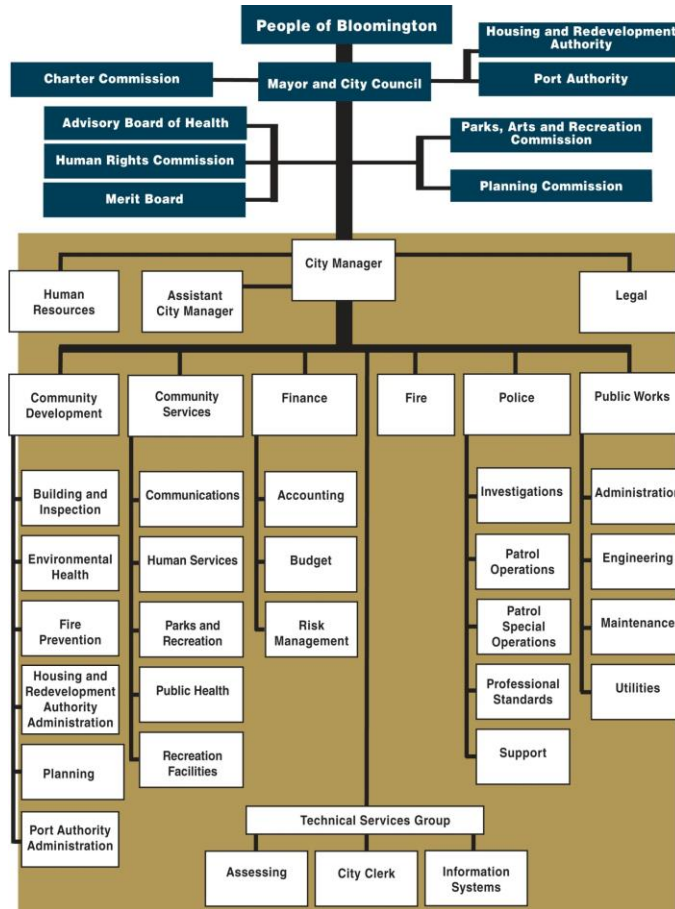 People of Bloomington
Housing and Redevelopment
Authority
Charter Commission
Mayor and City Council
Port Authority
Advisory Board of Health
Human Rights Commission
Merit Board
Parks, Arts and Recreation
Commission
Planning Commission
City Manager
Human
Resources
Assistant
City Manager
Legal
Community
Development
Community
Services
Finance
Fire
Police
Public Works
Building and
Inspection
Environmental
Health
Fire
Prevention
Housing and
Redevelopment
Authority
Administration
Planning
Port Authority
Administration
Communications
Human Services
Parks and
Recreation
Public Health
Recreation
Facilities
Accounting
Budget
Risk
Management
Investigations
Patrol
Operations
Patrol
Special
Operations
Professional
Standards
Support
Administration
Engineering
Maintenance
Utilities
Technical Services Group
Assessing
City Clerk
Information
Systems